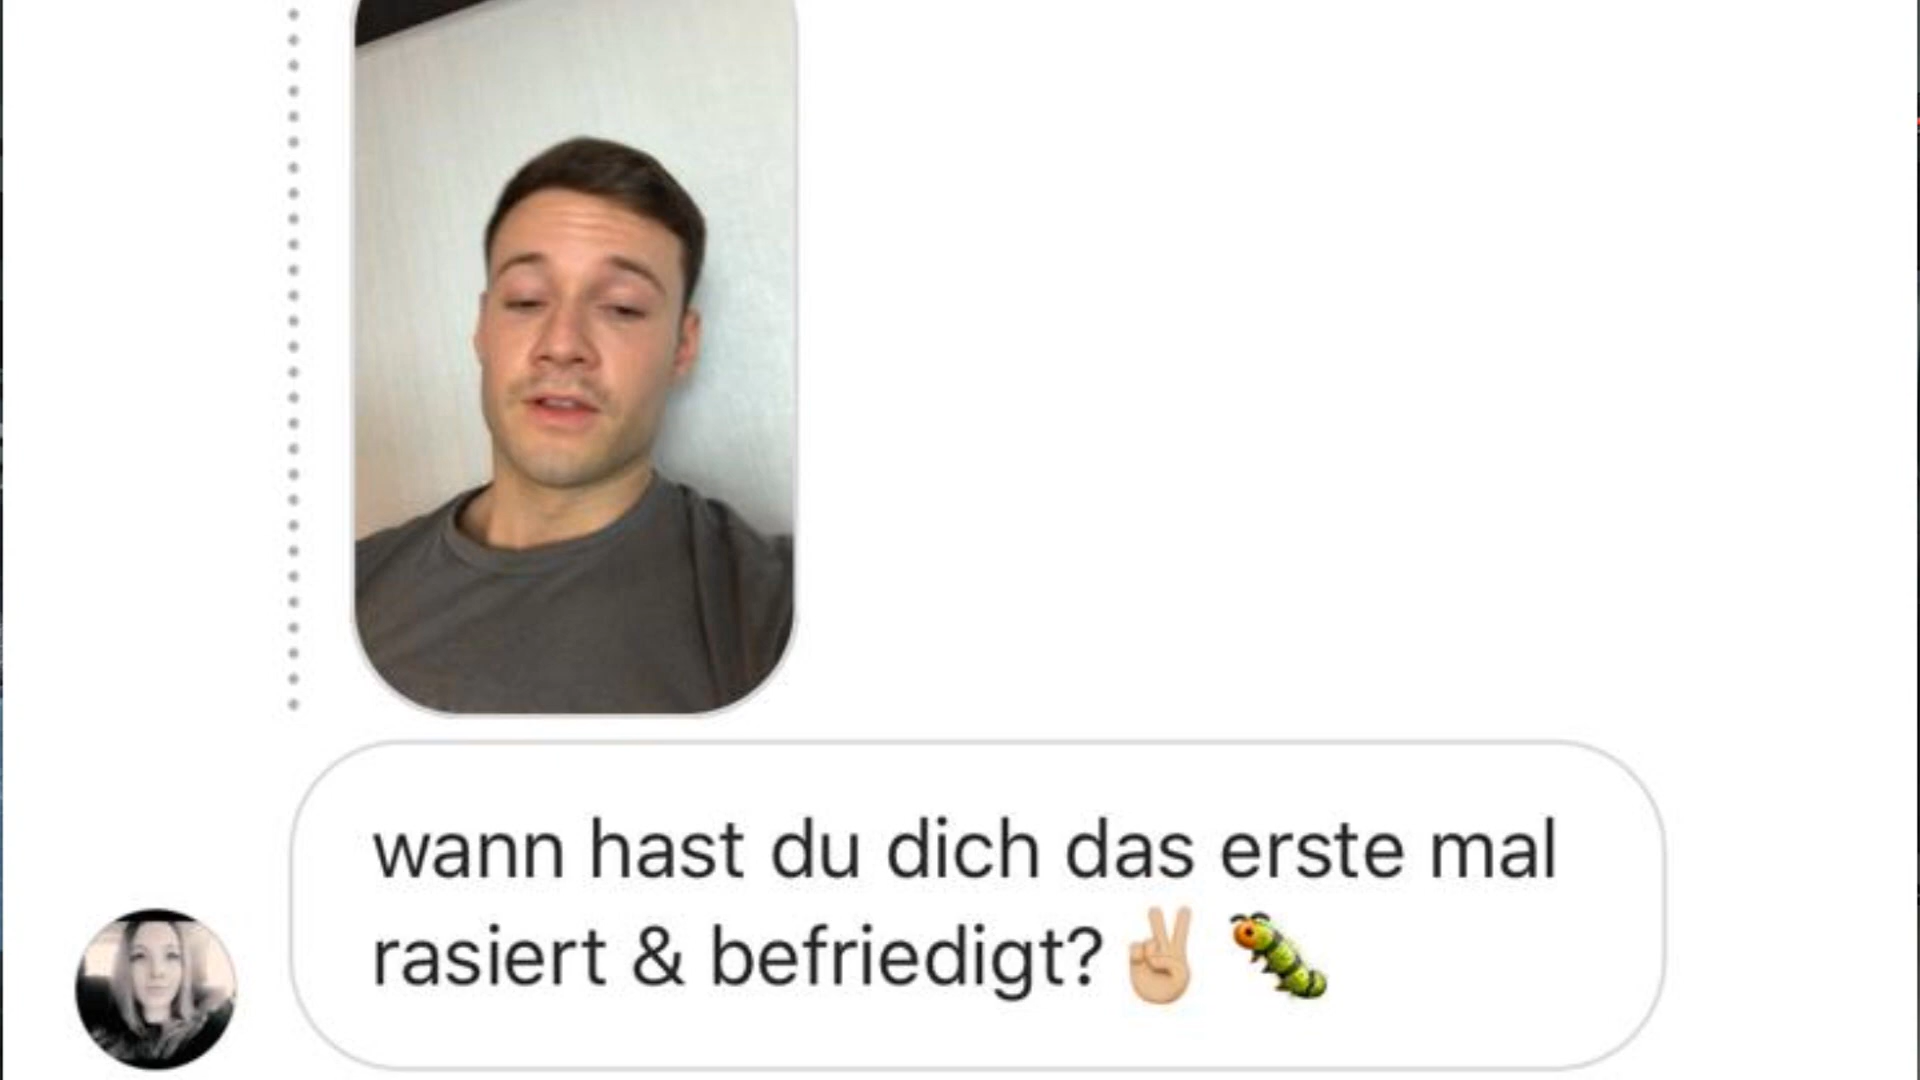 wann hast du dich das erste mal
rasiert & befriedigt?✌🏼🐛